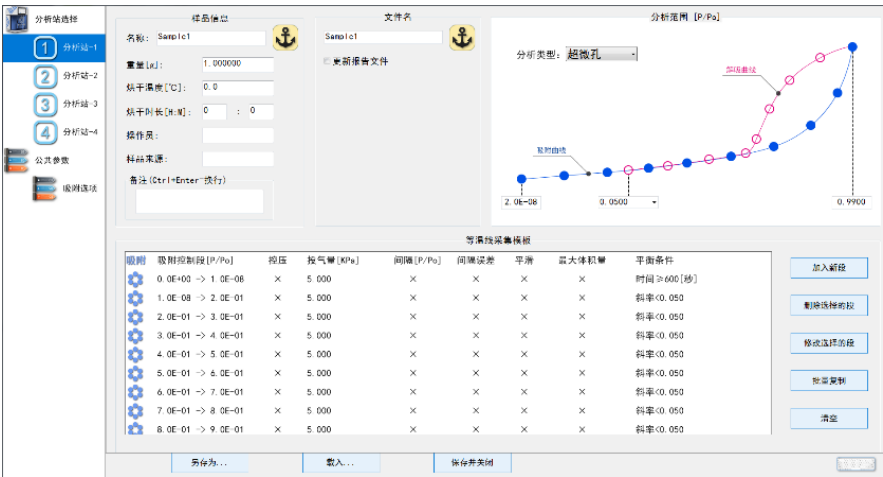 分析站选择
1 分析站-1
2 分析站-2
3 分析站-3
4 分析站-4
公共参数
吸附选项
样品信息
名称: Sample1
重量[g]: 1.000000
烘干温度[℃]: 0.0
烘干时长[H:M]: 0 : 0
操作员:
样品来源:
备注(Ctrl+Enter 换行)
文件名
Sample1
更新报告文件
分析范围 [P/Po]
分析类型: 超微孔
脱附曲线
吸附曲线
2.0E-08
0.0500
0.9900
等温线采集模板
吸附 吸附控制段[P/Po] 控压 投气量[KPa] 间隔[P/Po] 间隔误差 平滑 最大体积量 平衡条件
0.0E+00 -> 1.0E-08 × 5.000 × × × × 时间≥600[秒]
1.0E-08 -> 2.0E-01 × 5.000 × × × × 斜率<0.050
2.0E-01 -> 3.0E-01 × 5.000 × × × × 斜率<0.050
3.0E-01 -> 4.0E-01 × 5.000 × × × × 斜率<0.050
4.0E-01 -> 5.0E-01 × 5.000 × × × × 斜率<0.050
5.0E-01 -> 6.0E-01 × 5.000 × × × × 斜率<0.050
6.0E-01 -> 7.0E-01 × 5.000 × × × × 斜率<0.050
7.0E-01 -> 8.0E-01 × 5.000 × × × × 斜率<0.050
8.0E-01 -> 9.0E-01 × 5.000 × × × × 斜率<0.050
加入新段
删除选择的段
修改选择的段
批量复制
清空
另存为...
载入...
保存并关闭